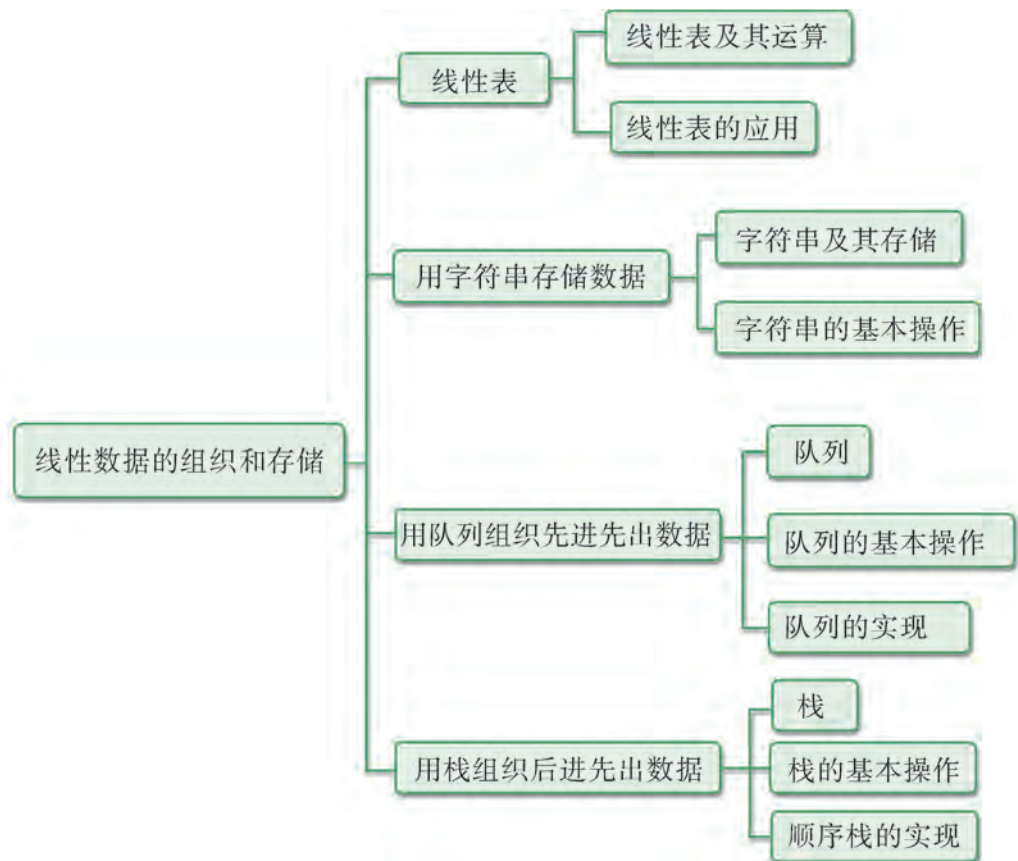 线性数据的组织和存储
线性表
线性表及其运算
线性表的应用
用字符串存储数据
字符串及其存储
字符串的基本操作
用队列组织先进先出数据
队列
队列的基本操作
队列的实现
用栈组织后进先出数据
栈
栈的基本操作
顺序栈的实现